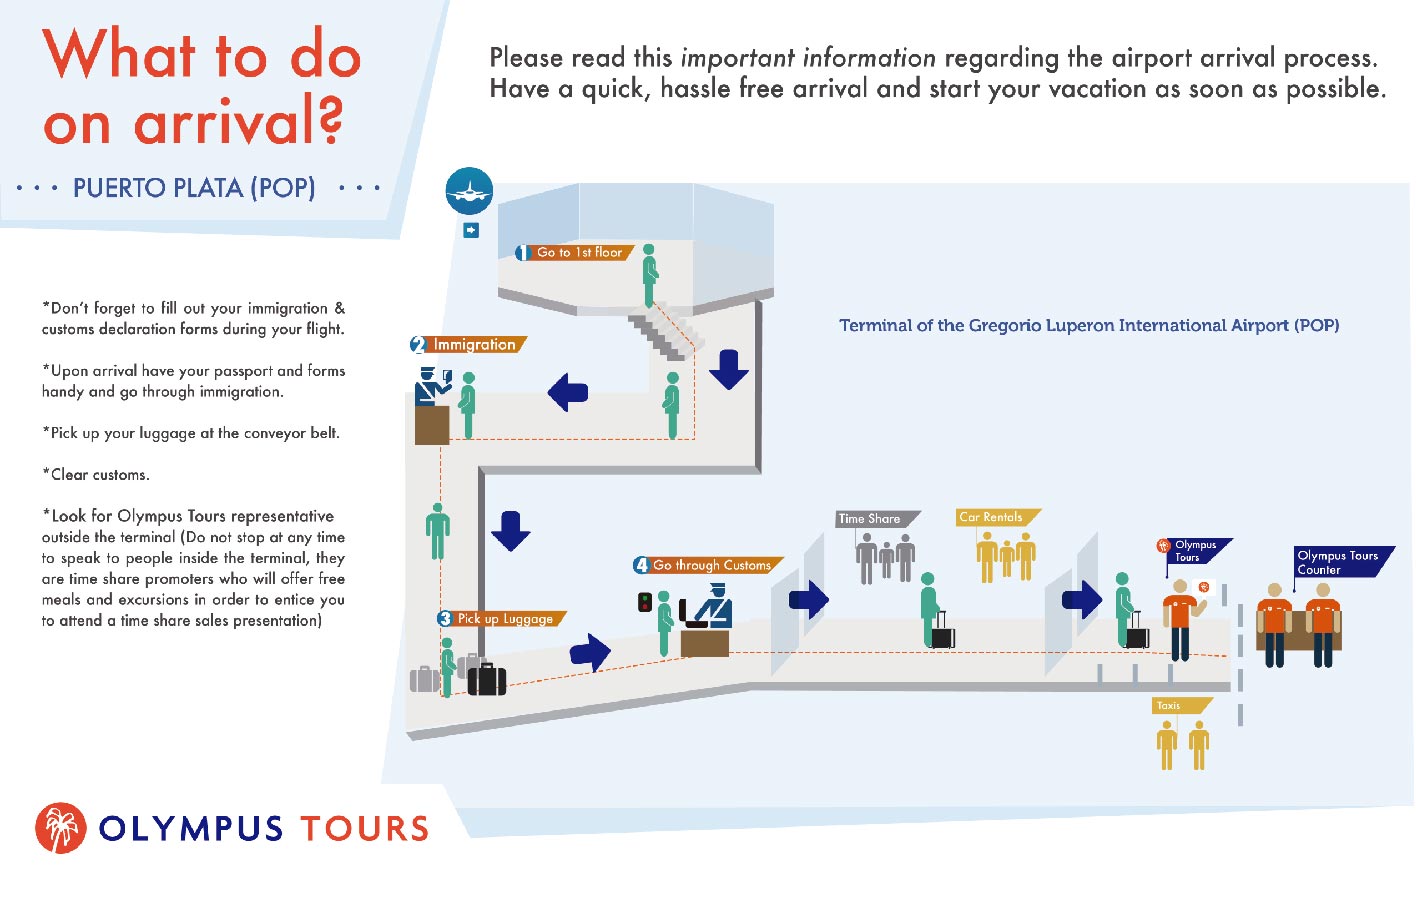 What to do
on arrival?
• • • PUERTO PLATA (POP) • • •
Please read this important information regarding the airport arrival process.
Have a quick, hassle free arrival and start your vacation as soon as possible.
*Don't forget to fill out your immigration &
customs declaration forms during your flight.
*Upon arrival have your passport and forms
handy and go through immigration.
*Pick up your luggage at the conveyor belt.
*Clear customs.
*Look for Olympus Tours representative
outside the terminal (Do not stop at any time
to speak to people inside the terminal, they
are time share promoters who will offer free
meals and excursions in order to entice you
to attend a time share sales presentation)
1 Go to 1st floor
Terminal of the Gregorio Luperon International Airport (POP)
2 Immigration
3 Pick up Luggage
4 Go through Customs
Time Share
Car Rentals
Olympus
Tours
Olympus Tours
Counter
Taxis
OLYMPUS TOURS